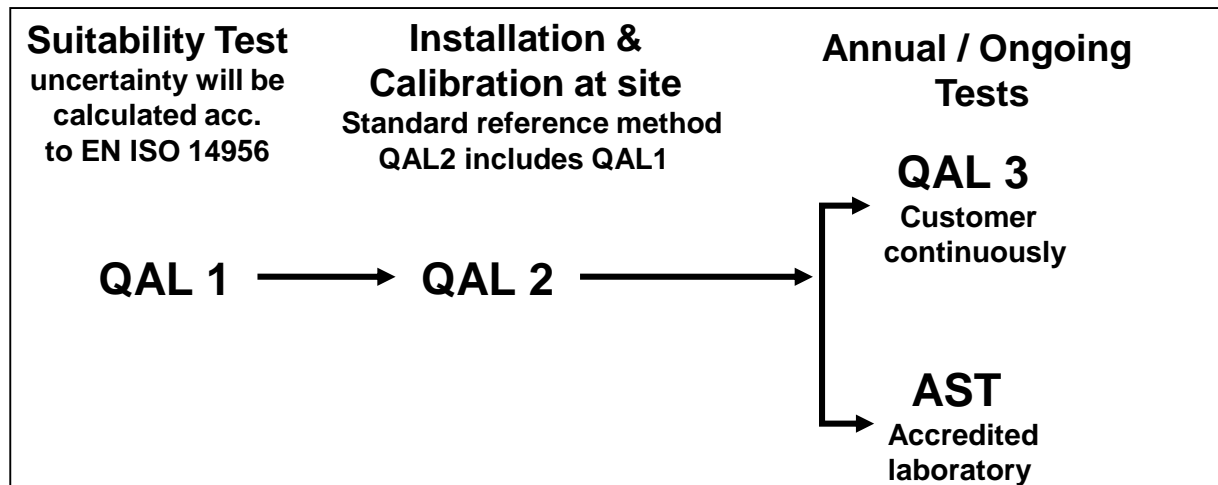 Suitability Test
uncertainty will be
calculated acc.
to EN ISO 14956
Installation &
Calibration at site
Standard reference method
QAL2 includes QAL1
Annual / Ongoing
Tests
QAL 1
QAL 2
QAL 3
Customer
continuously
AST
Accredited
laboratory